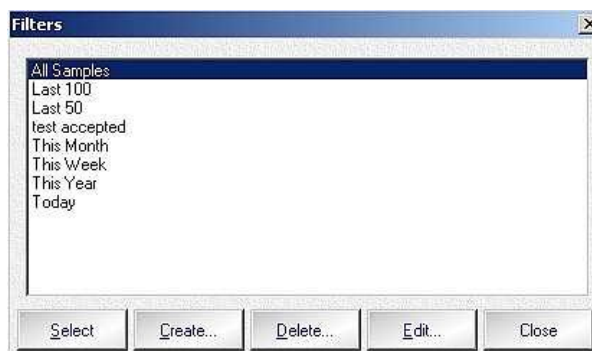 Filters
All Samples
Last 100
Last 50
test accepted
This Month
This Week
This Year
Today
Select Create... Delete... Edit... Close